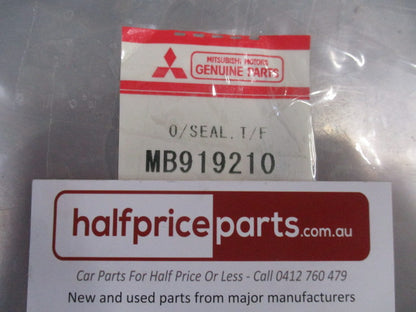 MITSUBISHI MOTORS
GENUINE PARTS
O/SEAL.T/F
MB919210
halfpriceparts.com.au
Car Parts For Half Price Or Less - Call 0412 760 479
New and used parts from major manufacturers